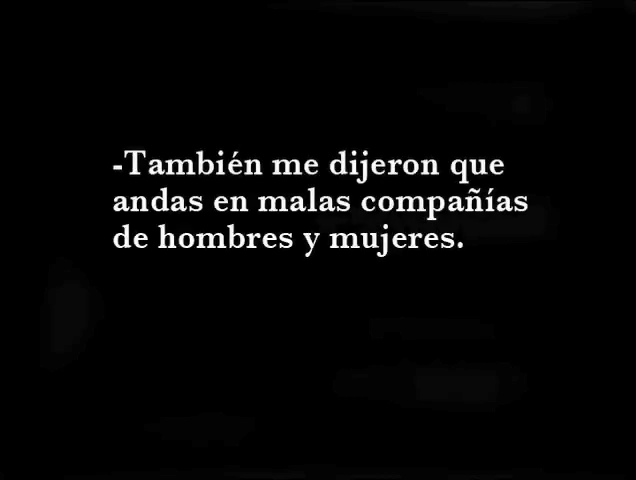 -También me dijeron que
andas en malas compañías
de hombres y mujeres.